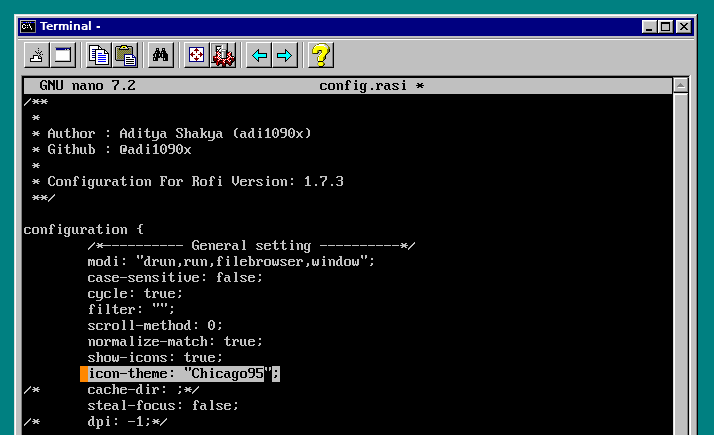 Terminal -
GNU nano 7.2 config.rasi *
/**
 *
 * Author : Aditya Shakya (adi1090x)
 * Github : @adi1090x
 *
 * Configuration For Rofi Version: 1.7.3
 **/
configuration {
        /*---------- General setting ----------*/
        modi: "drun,run,filebrowser,window";
        case-sensitive: false;
        cycle: true;
        filter: "";
        scroll-method: 0;
        normalize-match: true;
        show-icons: true;
        icon-theme: "Chicago95";
/*      cache-dir: ;*/
        steal-focus: false;
/*      dpi: -1;*/